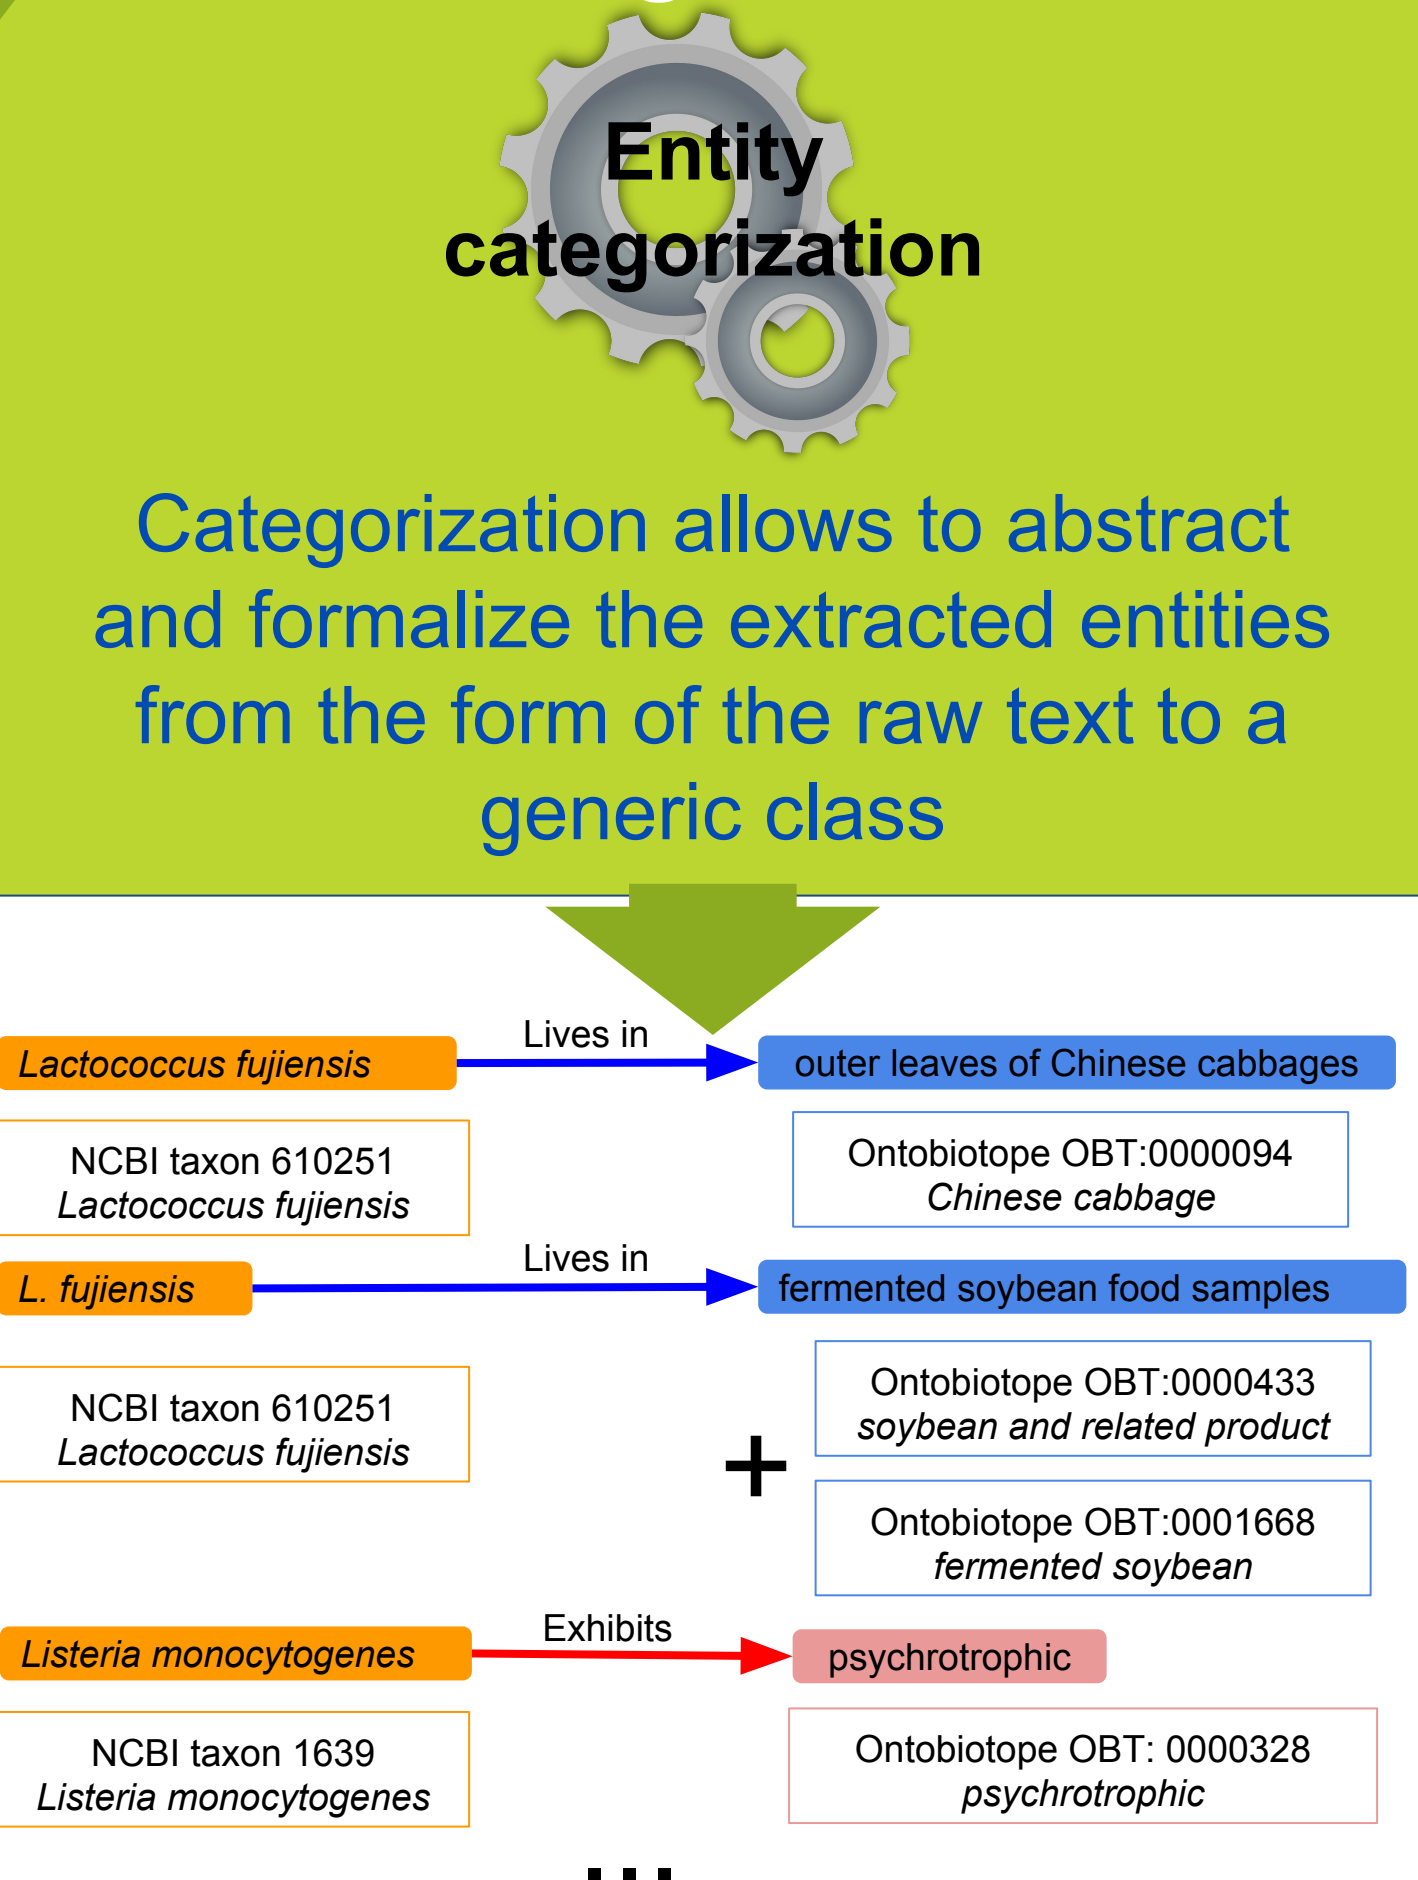 Entity
categorization
Categorization allows to abstract
and formalize the extracted entities
from the form of the raw text to a
generic class
Lactococcus fujiensis
Lives in
outer leaves of Chinese cabbages
NCBI taxon 610251
Lactococcus fujiensis
Ontobiotope OBT:0000094
Chinese cabbage
L. fujiensis
Lives in
fermented soybean food samples
NCBI taxon 610251
Lactococcus fujiensis
+
Ontobiotope OBT:0000433
soybean and related product
Ontobiotope OBT:0001668
fermented soybean
Listeria monocytogenes
Exhibits
psychrotrophic
NCBI taxon 1639
Listeria monocytogenes
Ontobiotope OBT: 0000328
psychrotrophic
...